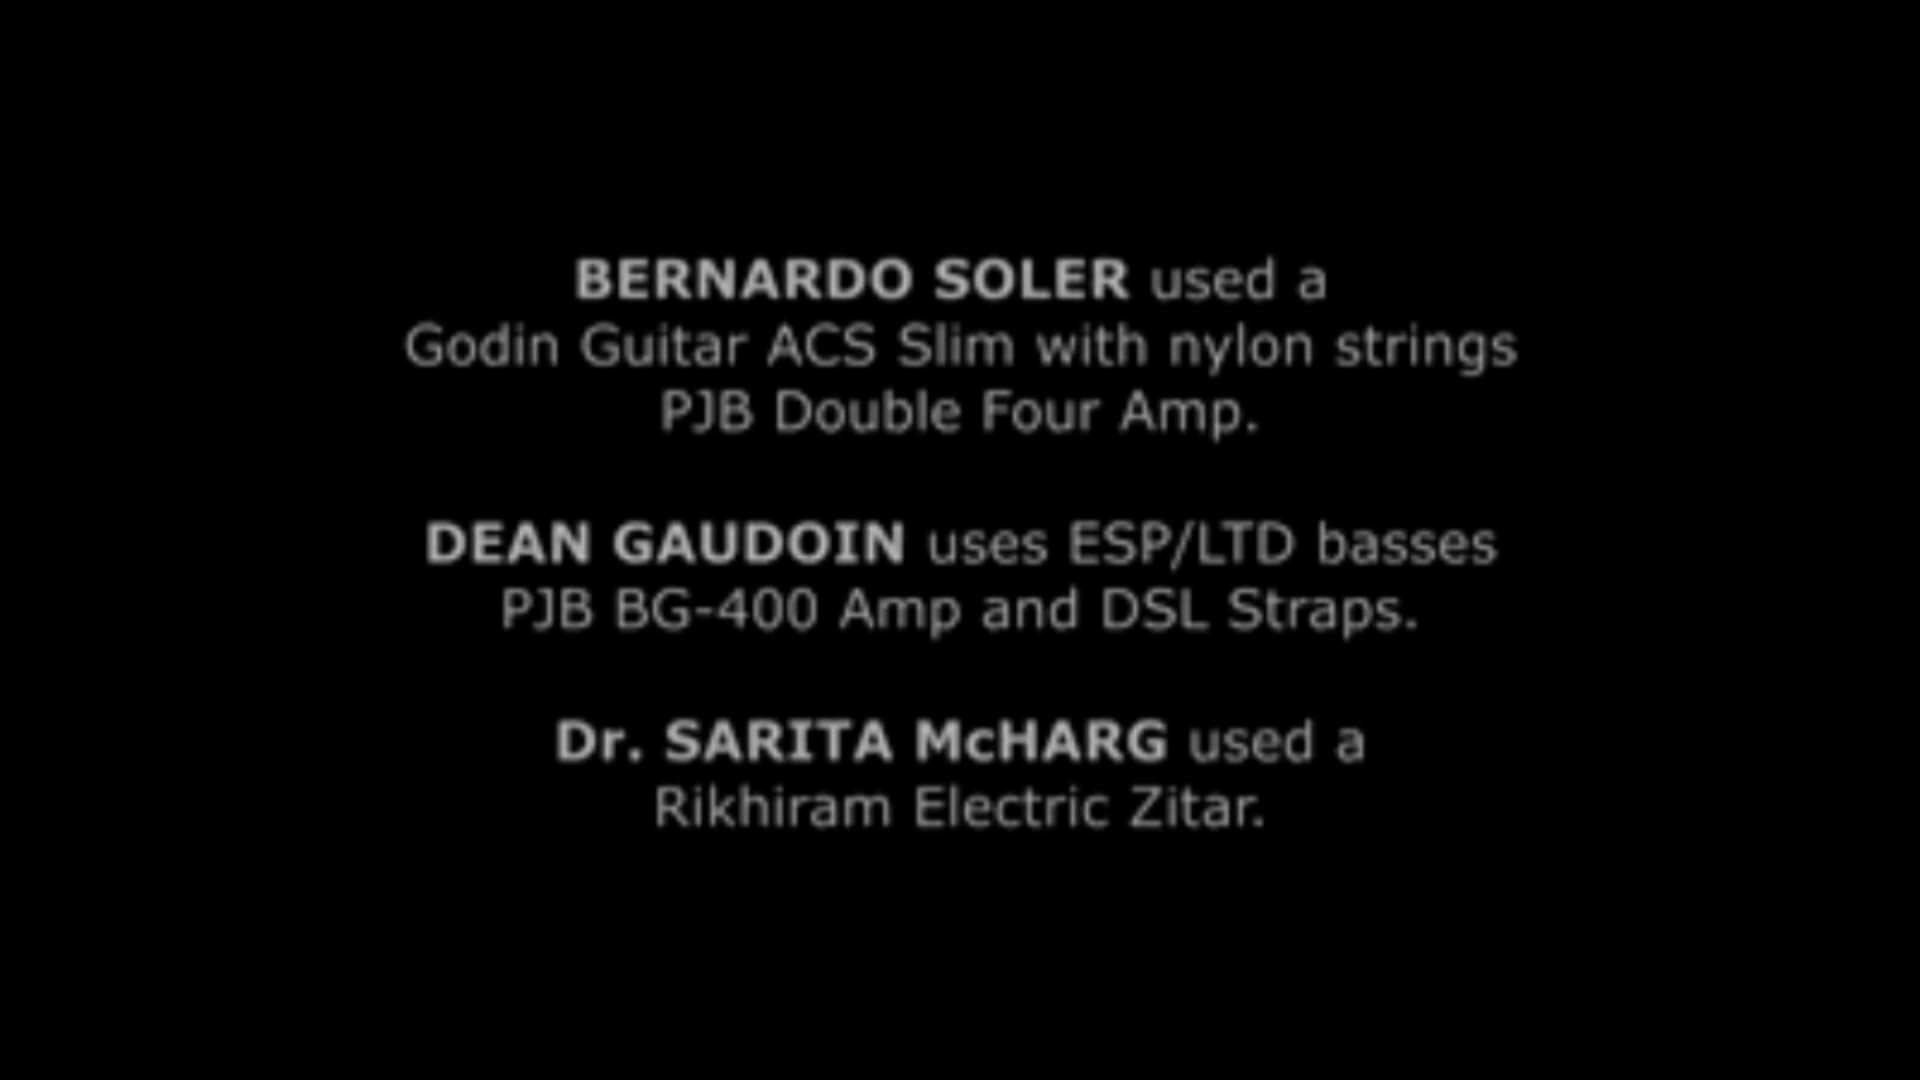 BERNARDO SOLER used a
Godin Guitar ACS Slim with nylon strings
PJB Double Four Amp.
DEAN GAUDOIN uses ESP/LTD basses
PJB BG-400 Amp and DSL Straps.
Dr. SARITA McHARG used a
Rikhiram Electric Zitar.